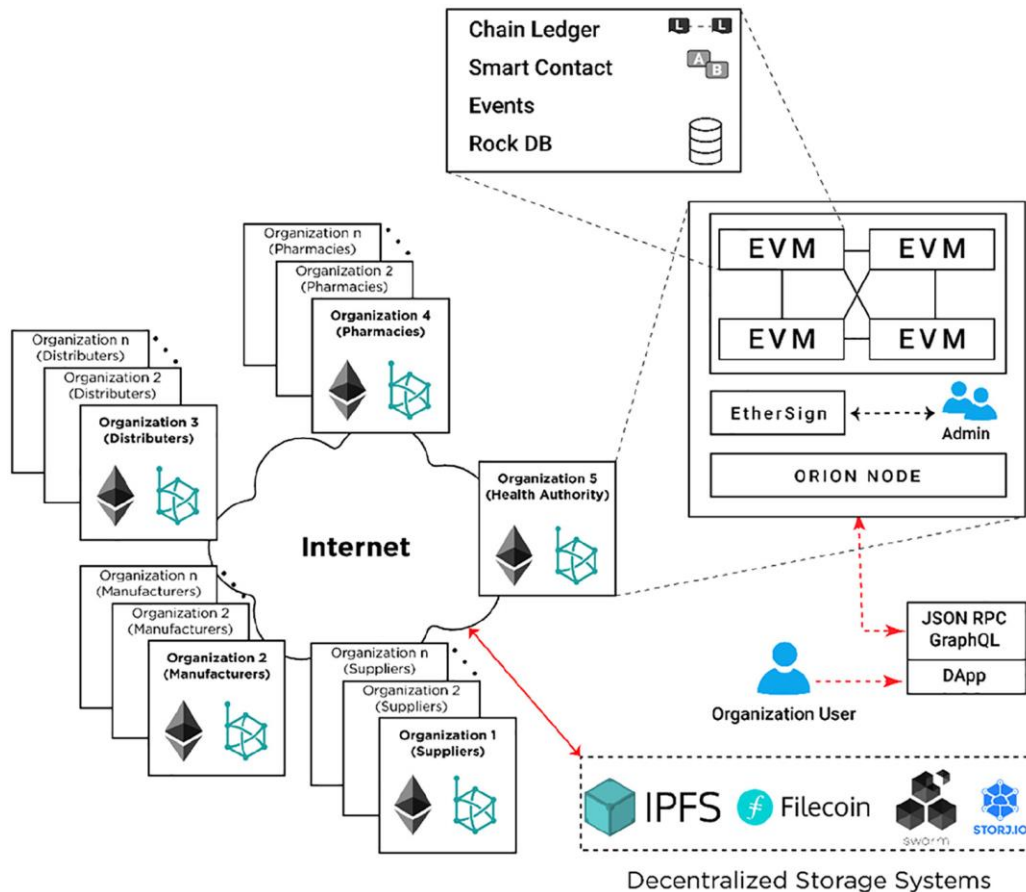 Chain Ledger
L
L
Smart Contact
A
B
Events
Rock DB
EVM
EVM
EVM
EVM
EtherSign
Admin
ORION NODE
Organization n
(Pharmacies)
Organization 2
(Pharmacies)
Organization 4
(Pharmacies)
Organization n
(Distributers)
Organization 2
(Distributers)
Organization 3
(Distributers)
Organization 5
(Health Authority)
Internet
Organization n
(Manufacturers)
Organization 2
(Manufacturers)
Organization 2
(Manufacturers)
Organization n
(Suppliers)
Organization 2
(Suppliers)
Organization 1
(Suppliers)
JSON RPC
GraphQL
DApp
Organization User
IPFS
Filecoin
swarm
STORJ.IO
Decentralized Storage Systems